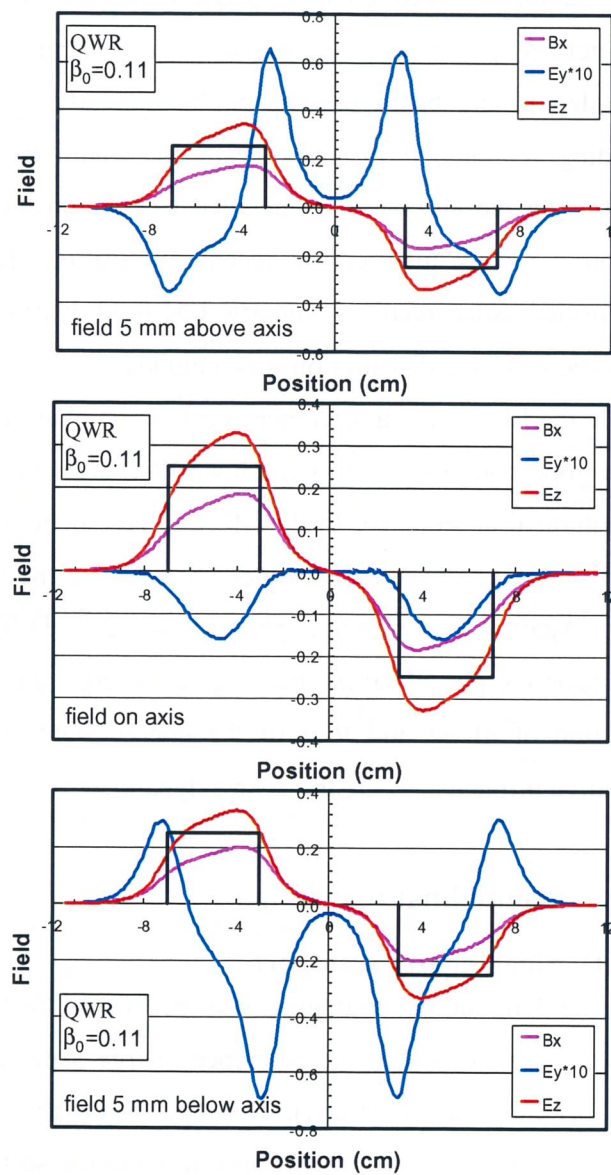 0.8
QWR
β₀=0.11
Bx
Ey*10
Ez
0.6
0.4
0.2
0.0
-12 -8 -4 0 4 8 1
-0.2
-0.4
-0.6
Field
field 5 mm above axis
Position (cm)
0.4
QWR
β₀=0.11
Bx
Ey*10
Ez
0.3
0.2
0.1
0.0
-12 -8 -4 0 4 8 12
-0.1
-0.2
-0.3
-0.4
Field
field on axis
Position (cm)
0.4
0.2
0.0
-12 -8 -4 0 4 8 12
-0.2
-0.4
-0.6
-0.8
Field
QWR
β₀=0.11
Bx
Ey*10
Ez
field 5 mm below axis
Position (cm)